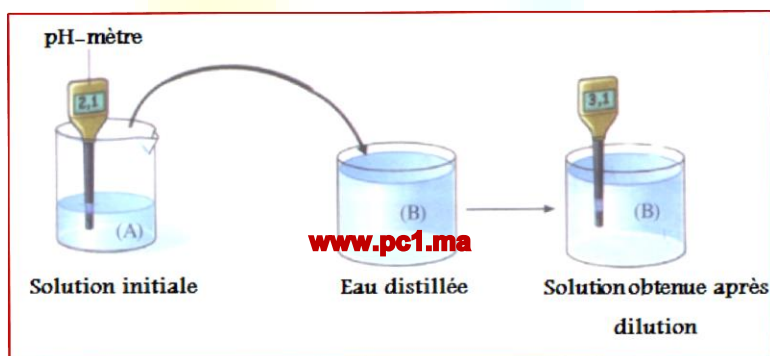 pH-mètre
2,1
3,1
(A)
(B)
(B)
www.pc1.ma
Solution initiale
Eau distillée
Solution obtenue après
dilution